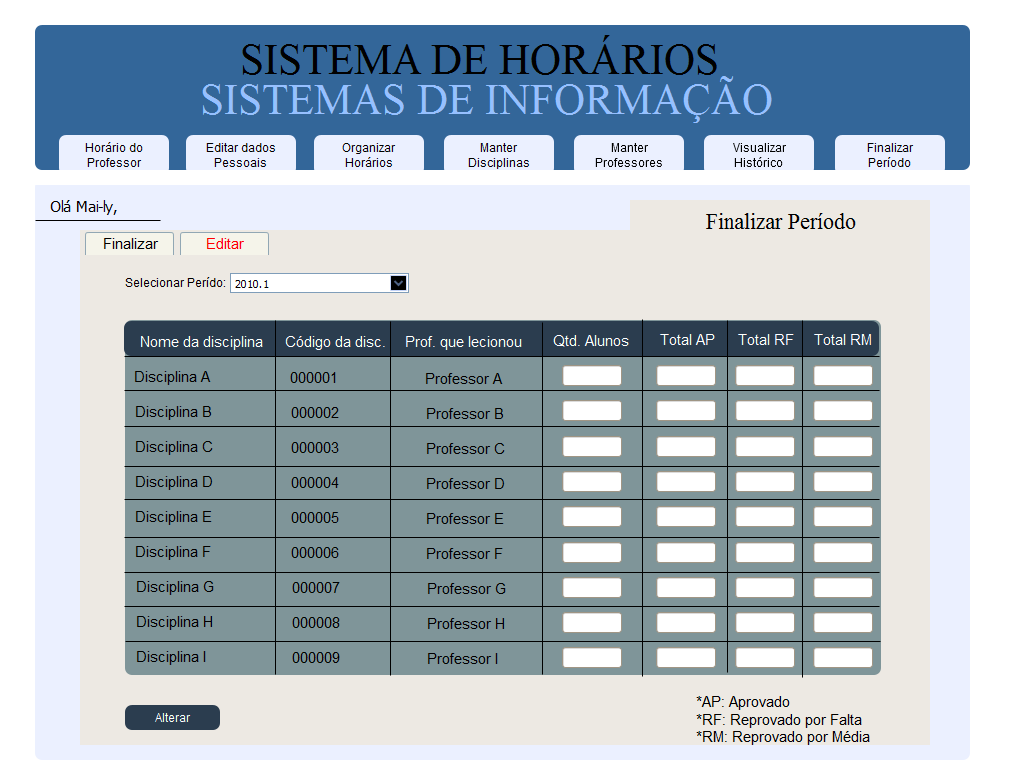 SISTEMA DE HORÁRIOS
SISTEMAS DE INFORMAÇÃO
Horário do Professor
Editar dados Pessoais
Organizar Horários
Manter Disciplinas
Manter Professores
Visualizar Histórico
Finalizar Período
Olá Mai-ly,
Finalizar Período
Finalizar Editar
Selecionar Perído: 2010.1
Nome da disciplina Código da disc. Prof. que lecionou Qtd. Alunos Total AP Total RF Total RM
Disciplina A 000001 Professor A
Disciplina B 000002 Professor B
Disciplina C 000003 Professor C
Disciplina D 000004 Professor D
Disciplina E 000005 Professor E
Disciplina F 000006 Professor F
Disciplina G 000007 Professor G
Disciplina H 000008 Professor H
Disciplina I 000009 Professor I
Alterar
*AP: Aprovado
*RF: Reprovado por Falta
*RM: Reprovado por Média